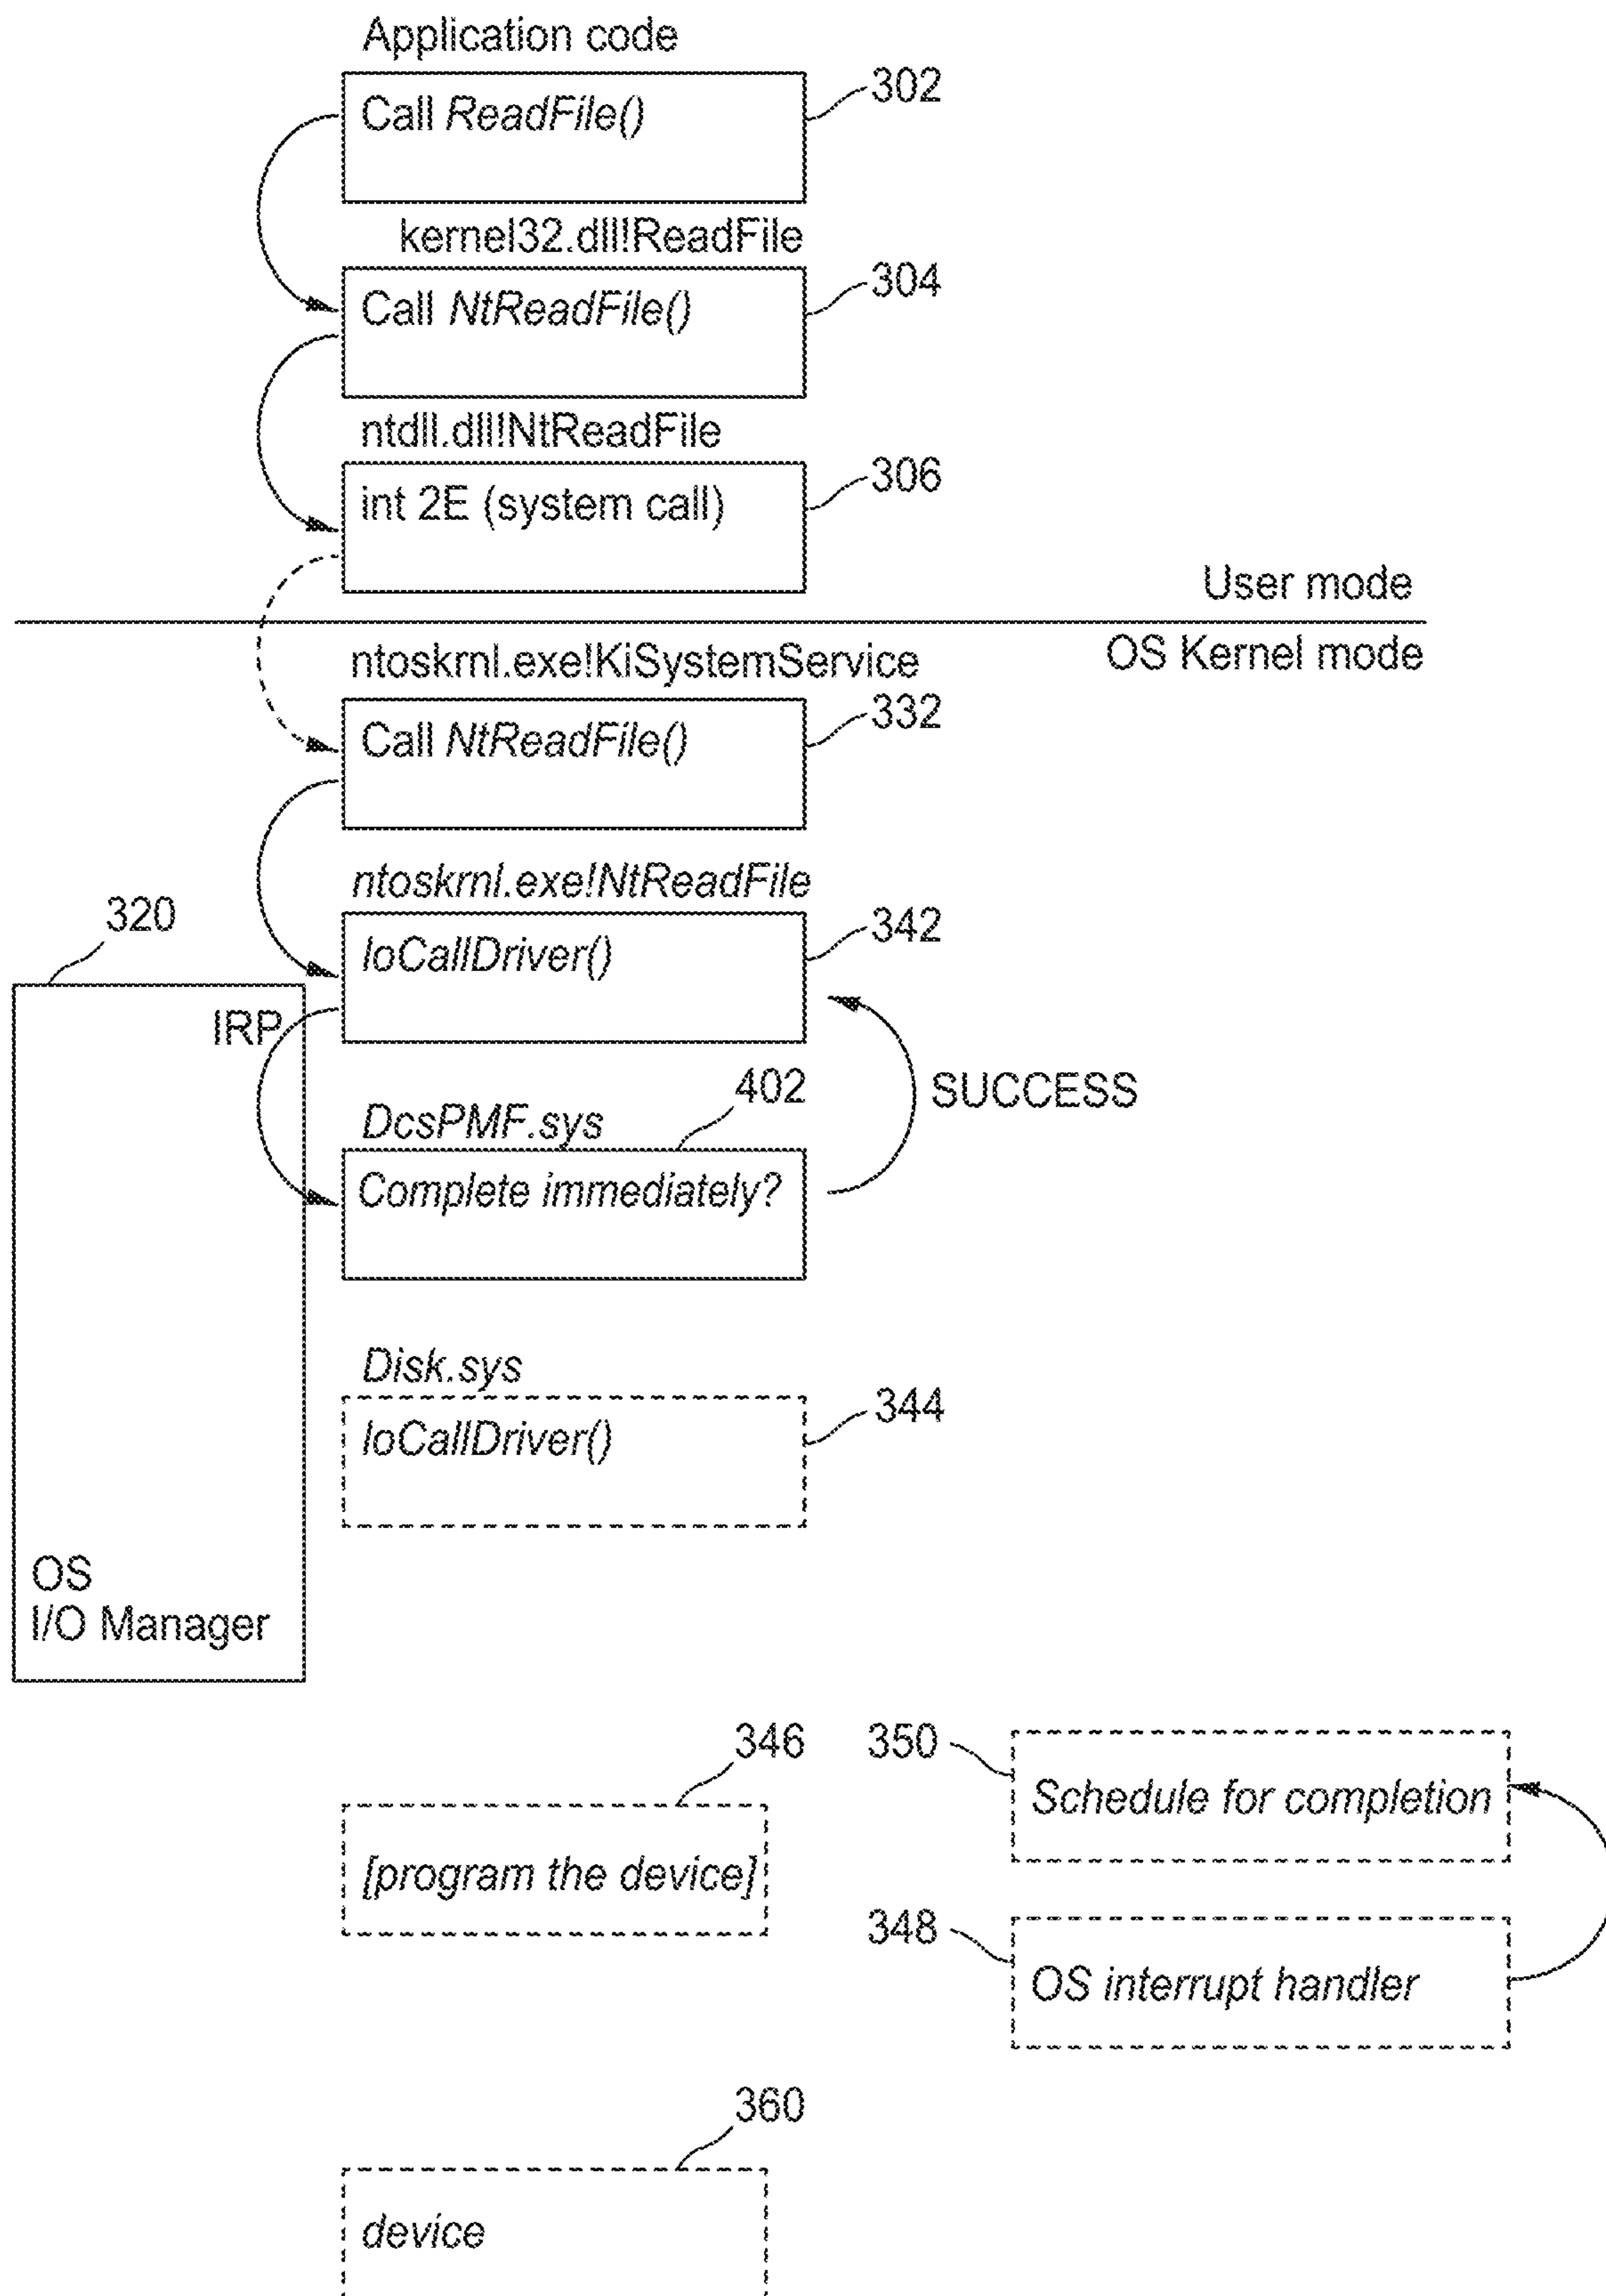 Application code
302
Call ReadFile()
kernel32.dll!ReadFile
304
Call NtReadFile()
ntdll.dll!NtReadFile
306
int 2E (system call)
User mode
OS Kernel mode
ntoskrnl.exe!KiSystemService
332
Call NtReadFile()
ntoskrnl.exe!NtReadFile
320
342
IoCallDriver()
IRP
402
SUCCESS
DcsPMF.sys
Complete immediately?
Disk.sys
344
IoCallDriver()
OS
I/O Manager
346
350
Schedule for completion
[program the device]
348
OS interrupt handler
360
device